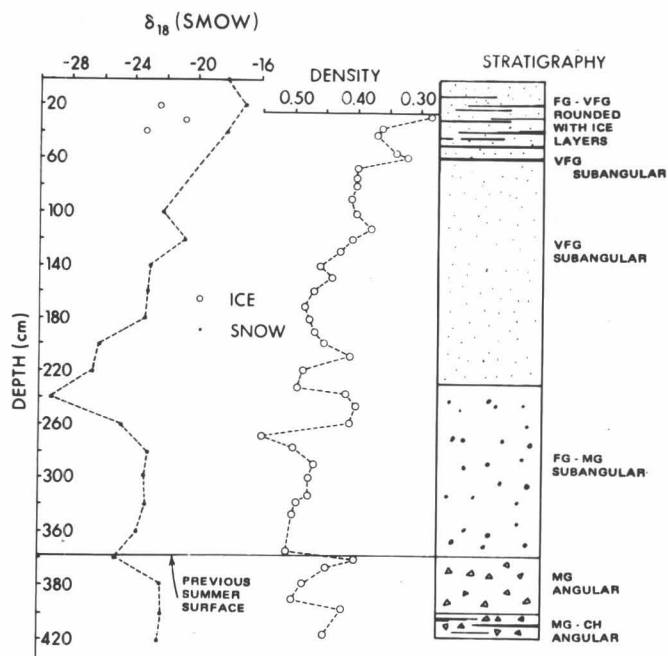 δ18 (SMOW)
-28 -24 -20 -16
DENSITY
0.50 0.40 0.30
STRATIGRAPHY
DEPTH (cm)
20
60
100
140
180
220
260
300
360
380
420
ICE
SNOW
PREVIOUS
SUMMER
SURFACE
FG - VFG
ROUNDED
WITH ICE
LAYERS
VFG
SUBANGULAR
VFG
SUBANGULAR
FG - MG
SUBANGULAR
MG
ANGULAR
MG - CH
ANGULAR